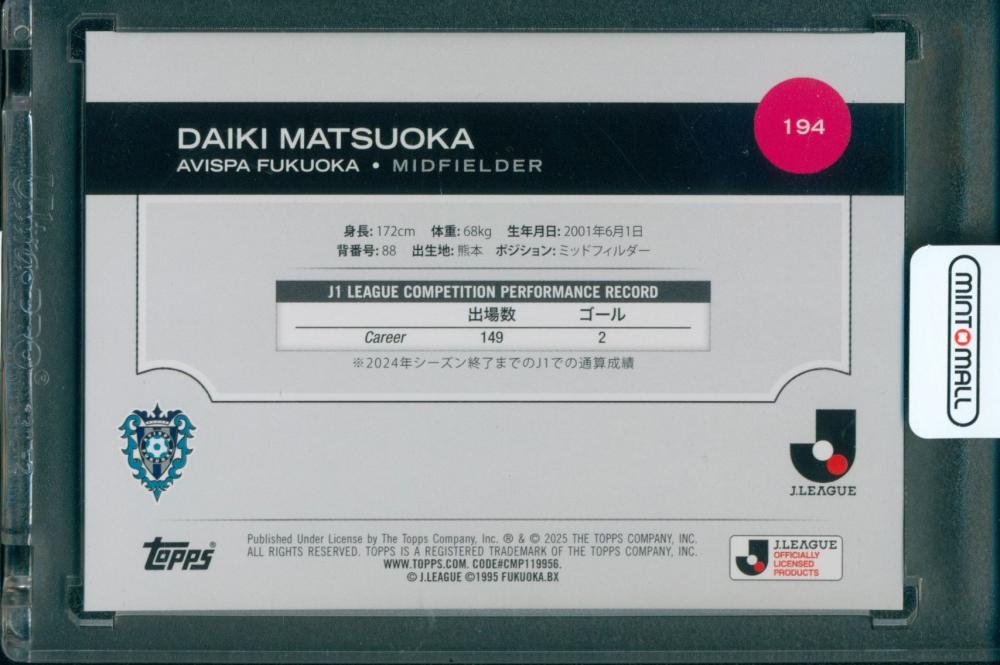 194
DAIKI MATSUOKA
AVISPA FUKUOKA • MIDFIELDER
身長: 172cm 体重: 68kg 生年月日: 2001年6月1日
背番号: 88 出生地: 熊本 ポジション: ミッドフィルダー
J1 LEAGUE COMPETITION PERFORMANCE RECORD
出場数 ゴール
Career 149 2
※2024年シーズン終了までのJ1での通算成績
J.LEAGUE
topps®
Published Under License by The Topps Company, Inc. ® & © 2025 THE TOPPS COMPANY, INC.
ALL RIGHTS RESERVED. TOPPS IS A REGISTERED TRADEMARK OF THE TOPPS COMPANY, INC.
WWW.TOPPS.COM. CODE#CMP119956.
© J.LEAGUE ©1995 FUKUOKA.BX
J.LEAGUE
OFFICIALLY
LICENSED
PRODUCTS
MINTOMALL